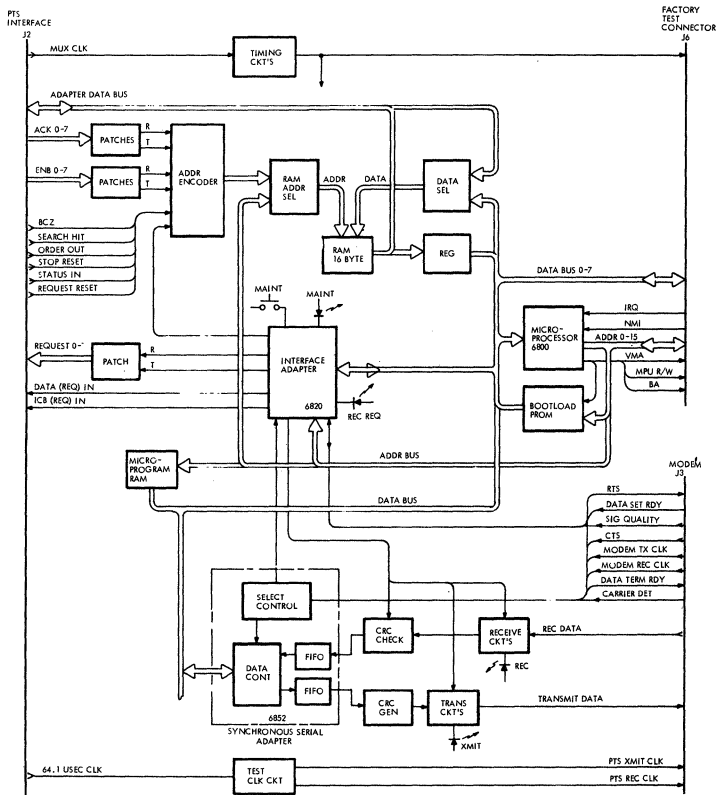 PTS
INTERFACE
J2
FACTORY
TEST
CONNECTOR
J6
MUX CLK
TIMING
CKT'S
ADAPTER DATA BUS
ACK 0-7
PATCHES
R
T
ENB 0-7
PATCHES
R
T
ADDR
ENCODER
RAM
ADDR
SEL
ADDR
DATA
DATA
SEL
RAM
16 BYTE
REG
BCZ
SEARCH HIT
ORDER OUT
STOP RESET
STATUS IN
REQUEST RESET
DATA BUS 0-7
MAINT
MAINT
IRQ
NMI
MICRO-
PROCESSOR
6800
ADDR 0-15
VMA
MPU R/W
BA
REQUEST 0-
PATCH
R
T
INTERFACE
ADAPTER
6820
DATA (REQ) IN
ICB (REQ) IN
REC REQ
BOOTLOAD
PROM
MICRO-
PROGRAM
RAM
ADDR BUS
DATA BUS
MODEM
J3
RTS
DATA SET RDY
SIG QUALITY
CTS
MODEM TX CLK
MODEM REC CLK
DATA TERM RDY
CARRIER DET
SELECT
CONTROL
DATA
CONT
FIFO
FIFO
6852
SYNCHRONOUS SERIAL
ADAPTER
CRC
CHECK
RECEIVE
CKT'S
REC DATA
REC
CRC
GEN
TRANS
CKT'S
TRANSMIT DATA
XMIT
64.1 USEC CLK
TEST
CLK CKT
PTS XMIT CLK
PTS REC CLK